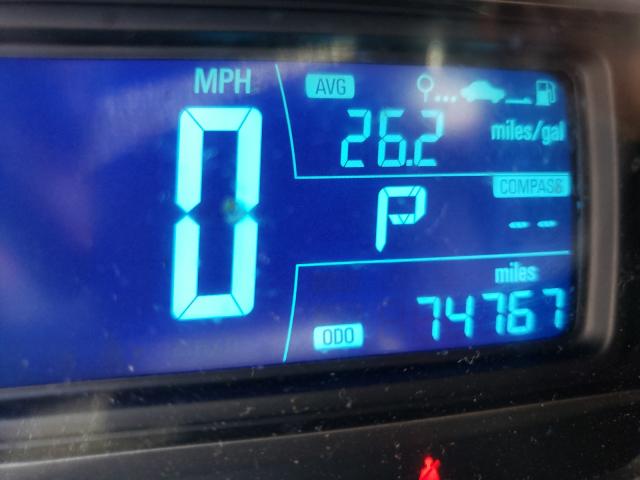 MPH
0
AVG
26.2 miles/gal
P
COMPASS
--
miles
74767
ODO